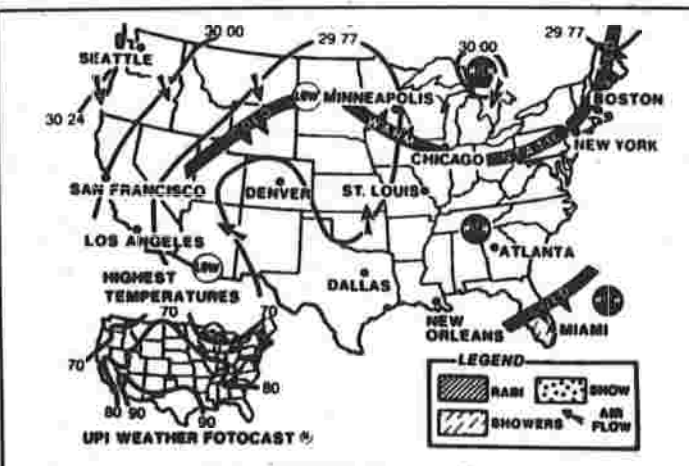 30 00
29 77
29 77
SEATTLE
30 00
30 24
LOW
MINNEAPOLIS
BOSTON
NEW YORK
CHICAGO
SAN FRANCISCO
DENVER
ST. LOUIS
LOS ANGELES
LOW
ATLANTA
HIGHEST
TEMPERATURES
DALLAS
NEW
ORLEANS
MIAMI
70
70
70
80
80
90
90
LEGEND
RAIN
SNOW
SHOWERS
AIR
FLOW
UPI WEATHER FOTOCAST ®